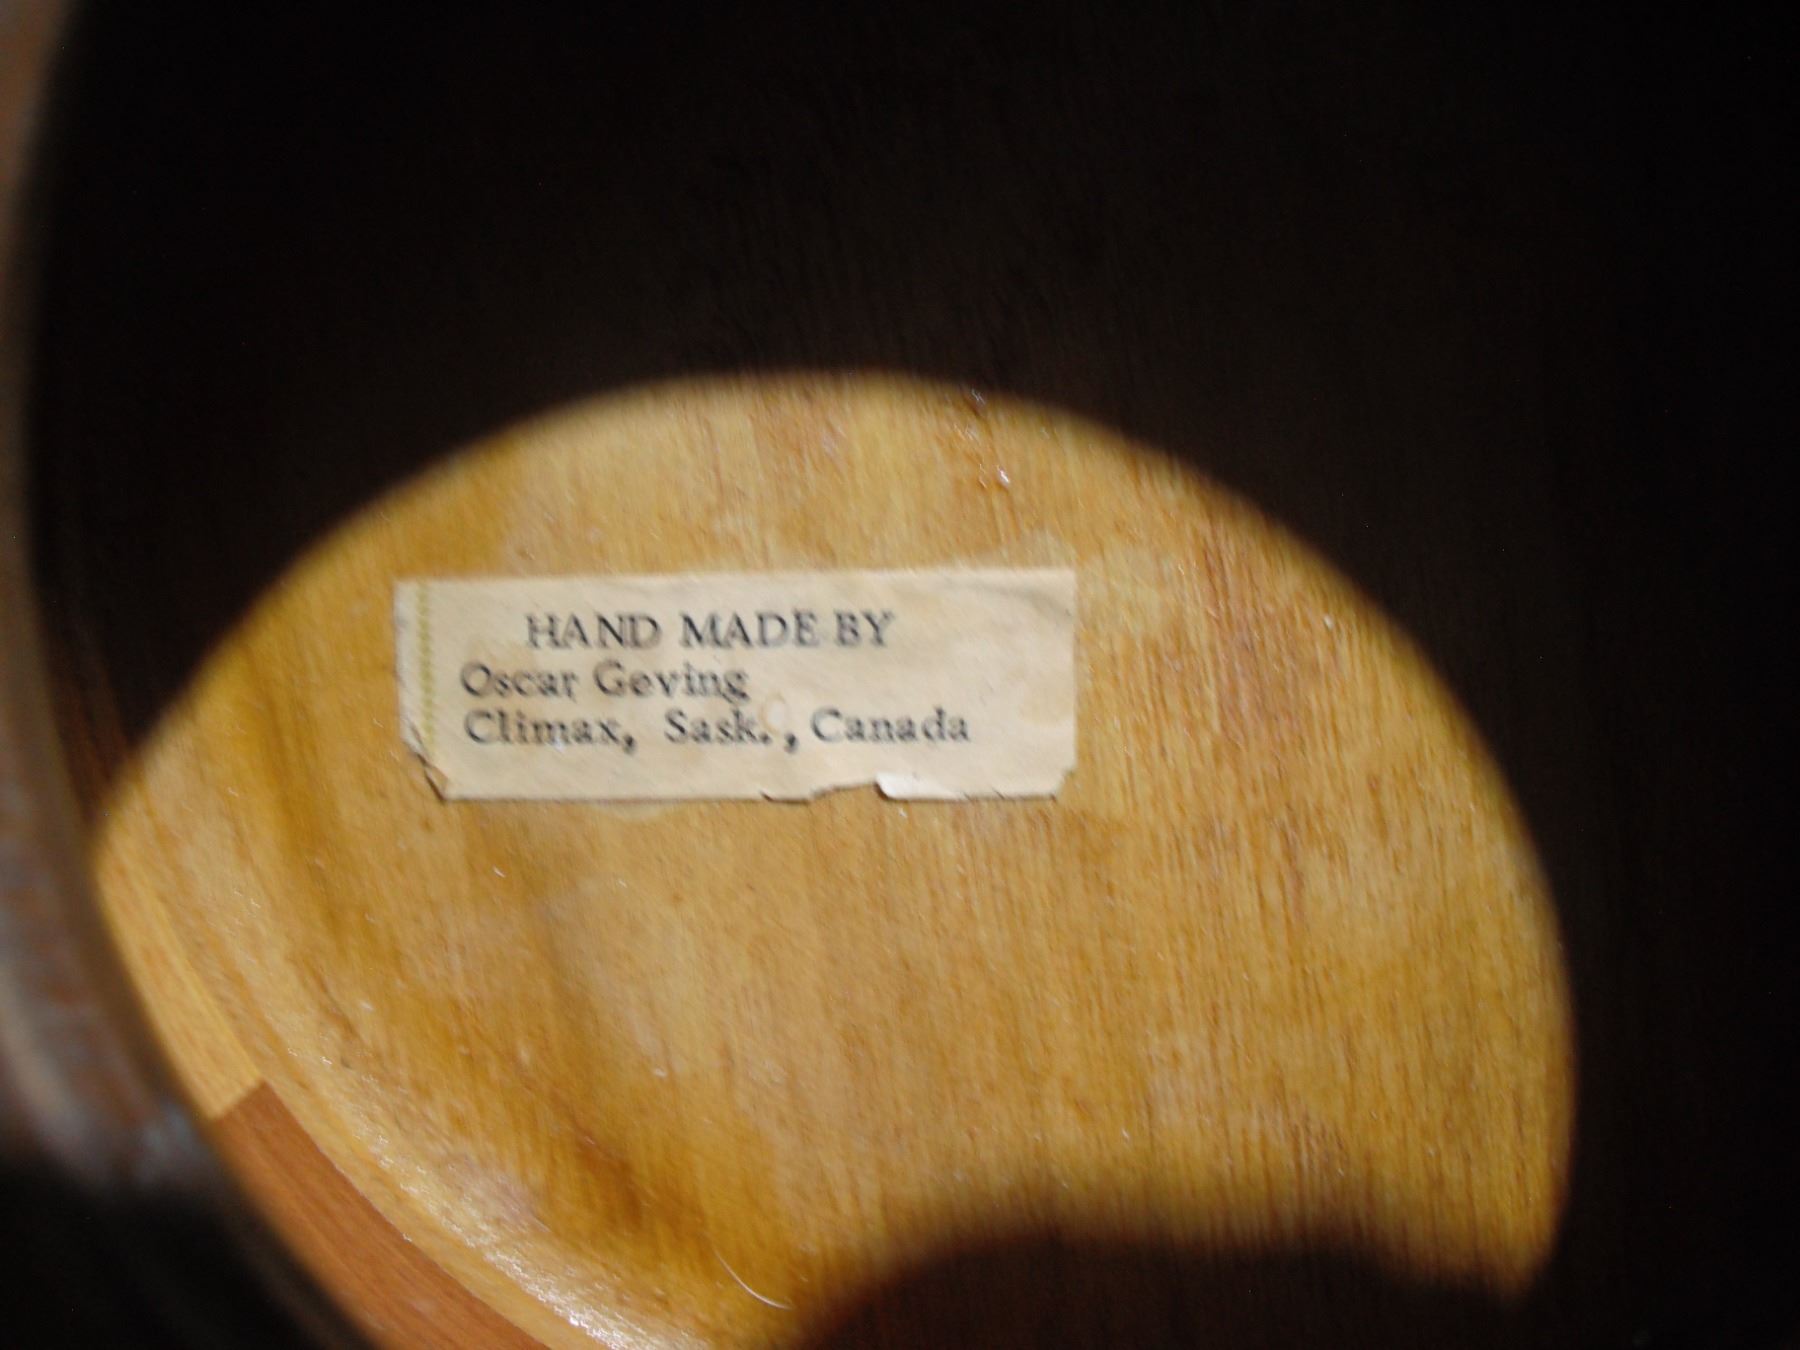 HAND MADE BY
Oscar Geving
Climax, Sask., Canada